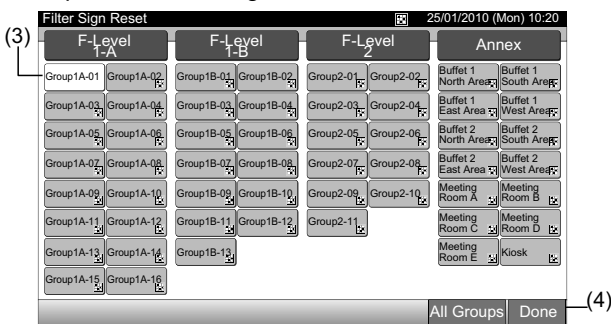 Filter Sign Reset 25/01/2010 (Mon) 10:20
(3)
F-Level 1-A
F-Level 1-B
F-Level 2
Annex
Group1A-01 Group1A-02 Group1B-01 Group1B-02 Group2-01 Group2-02 Buffet 1 North Area Buffet 1 South Area
Group1A-03 Group1A-04 Group1B-03 Group1B-04 Group2-03 Group2-04 Buffet 1 East Area Buffet 1 West Area
Group1A-05 Group1A-06 Group1B-05 Group1B-06 Group2-05 Group2-06 Buffet 2 North Area Buffet 2 South Area
Group1A-07 Group1A-08 Group1B-07 Group1B-08 Group2-07 Group2-08 Buffet 2 East Area Buffet 2 West Area
Group1A-09 Group1A-10 Group1B-09 Group1B-10 Group2-09 Group2-10 Meeting Room A Meeting Room B
Group1A-11 Group1A-12 Group1B-11 Group1B-12 Group2-11 Meeting Room C Meeting Room D
Group1A-13 Group1A-14 Group1B-13 Meeting Room E Kiosk
Group1A-15 Group1A-16
All Groups Done
(4)